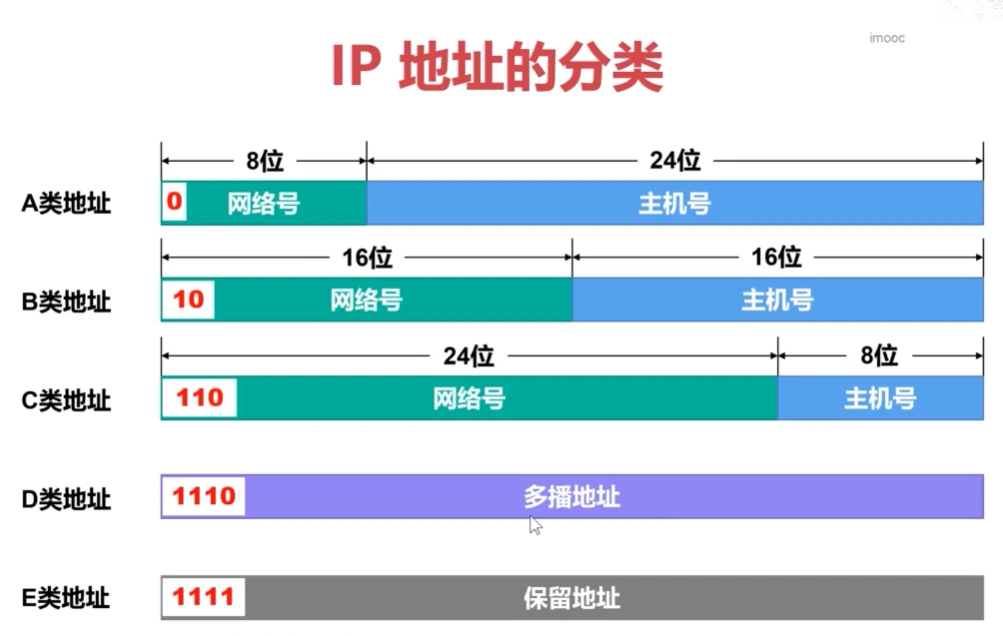 imooc
IP 地址的分类
8位 24位
A类地址 0 网络号 主机号
16位 16位
B类地址 10 网络号 主机号
24位 8位
C类地址 110 网络号 主机号
D类地址 1110 多播地址
E类地址 1111 保留地址